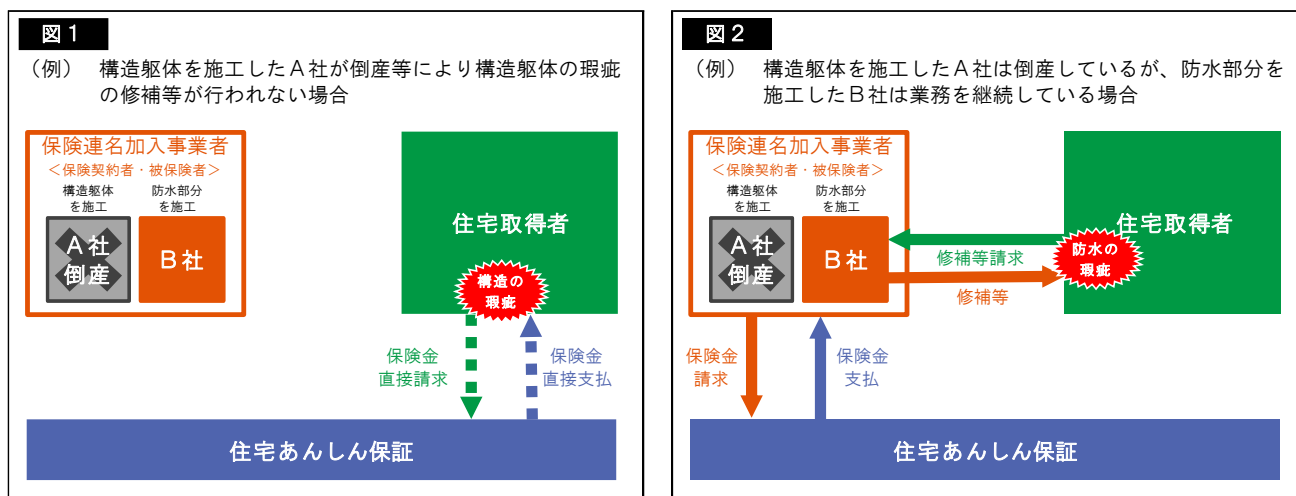 図１
（例）　構造躯体を施工したＡ社が倒産等により構造躯体の瑕疵
の修補等が行われない場合
保険連名加入事業者
＜保険契約者・被保険者＞
構造躯体
を施工
防水部分
を施工
Ａ社
倒産
Ｂ社
住宅取得者
構造の
瑕疵
保険金
直接請求
保険金
直接支払
住宅あんしん保証
図２
（例）　構造躯体を施工したＡ社は倒産しているが、防水部分を
施工したＢ社は業務を継続している場合
保険連名加入事業者
＜保険契約者・被保険者＞
構造躯体
を施工
防水部分
を施工
Ａ社
倒産
Ｂ社
住宅取得者
防水の
瑕疵
修補等請求
修補等
保険金
請求
保険金
支払
住宅あんしん保証